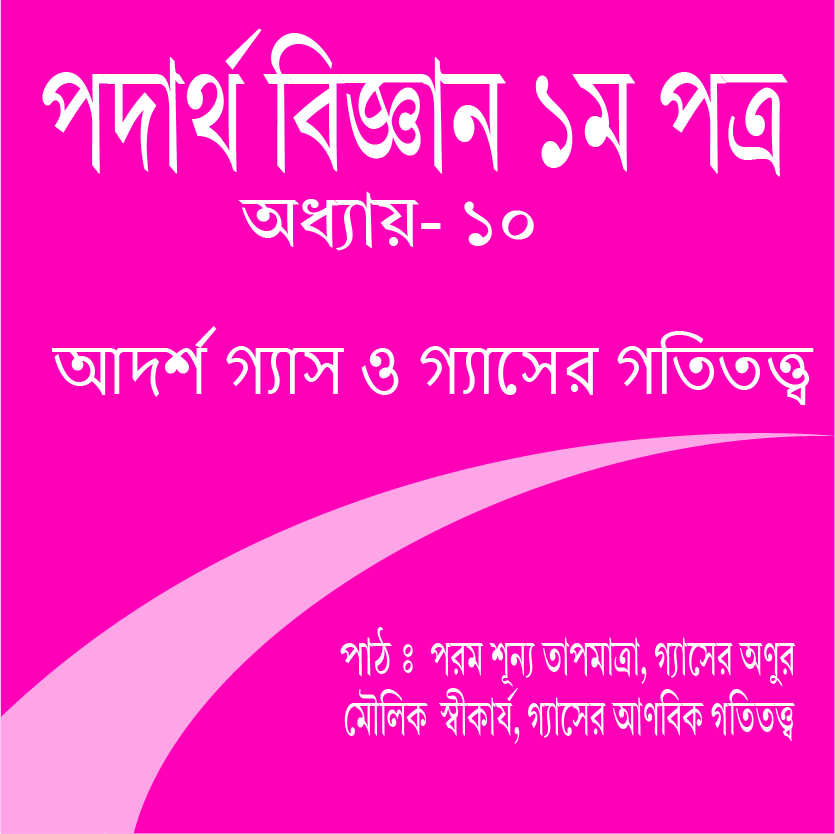 পদার্থ বিজ্ঞান ১ম পত্র
অধ্যায়- ১০
আদর্শ গ্যাস ও গ্যাসের গতিতত্ত্ব
পাঠ ঃ পরম শূন্য তাপমাত্রা, গ্যাসের অণুর
মৌলিক স্বীকার্য, গ্যাসের আণবিক গতিতত্ত্ব